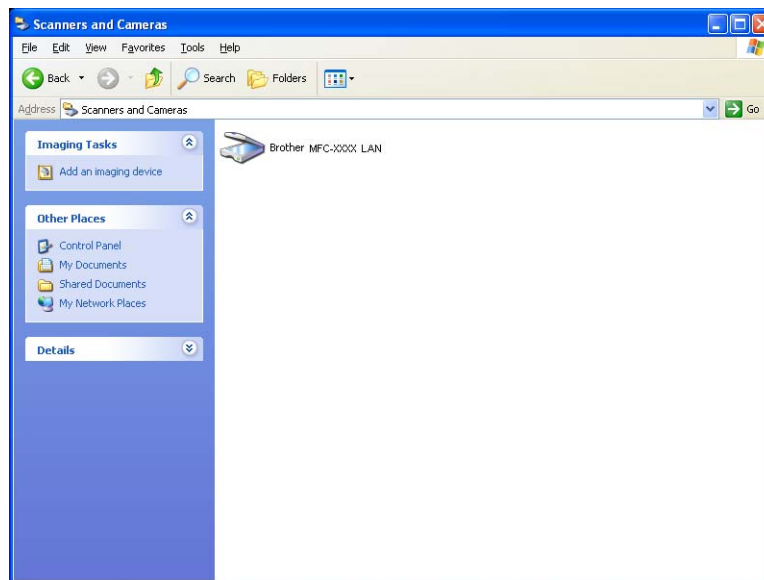 Scanners and Cameras
File Edit View Favorites Tools Help
Back Search Folders
Address Scanners and Cameras Go
Imaging Tasks
Add an imaging device
Other Places
Control Panel
My Documents
Shared Documents
My Network Places
Details
Brother MFC-XXXX LAN